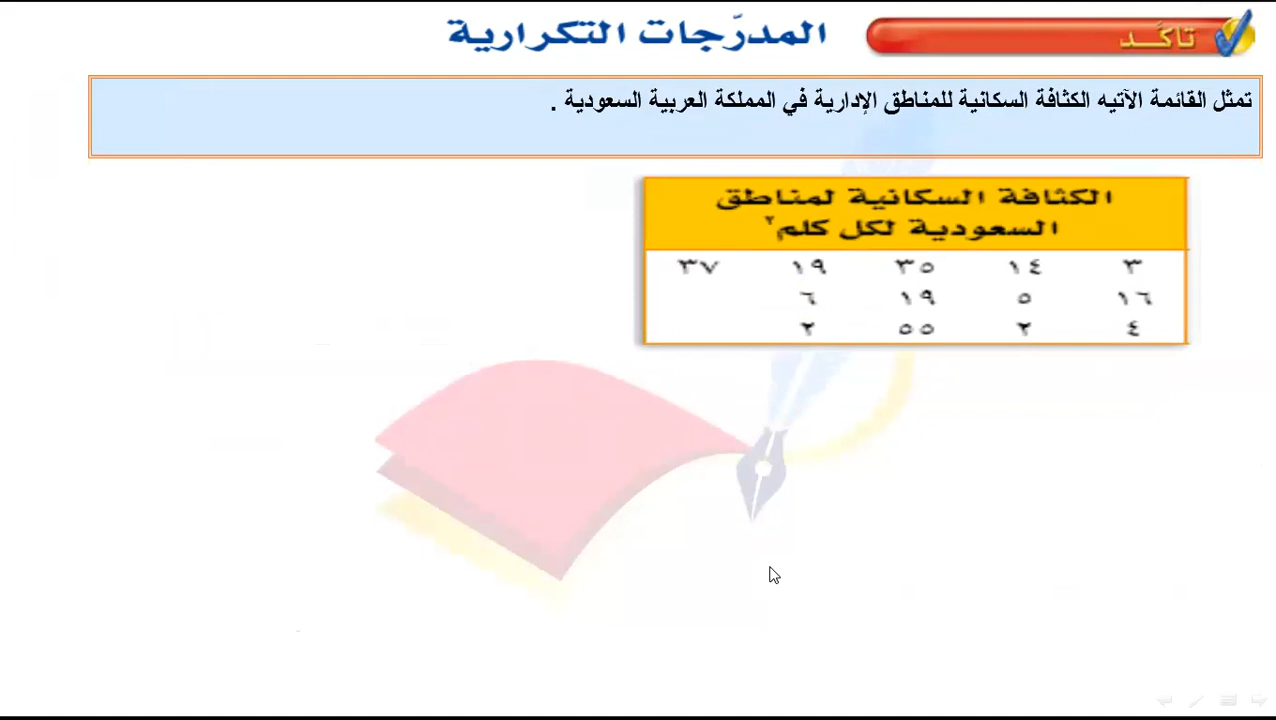 تأكَّد
المدرّجات التكرارية
تمثل القائمة الآتيه الكثافة السكانية للمناطق الإدارية في المملكة العربية السعودية .
الكثافة السكانية لمناطق
السعودية لكل كلم٢
٣ ١٤ ٣٥ ١٩ ٣٧
١٦ ٥ ١٩ ٦
٤ ٢ ٥٥ ٢